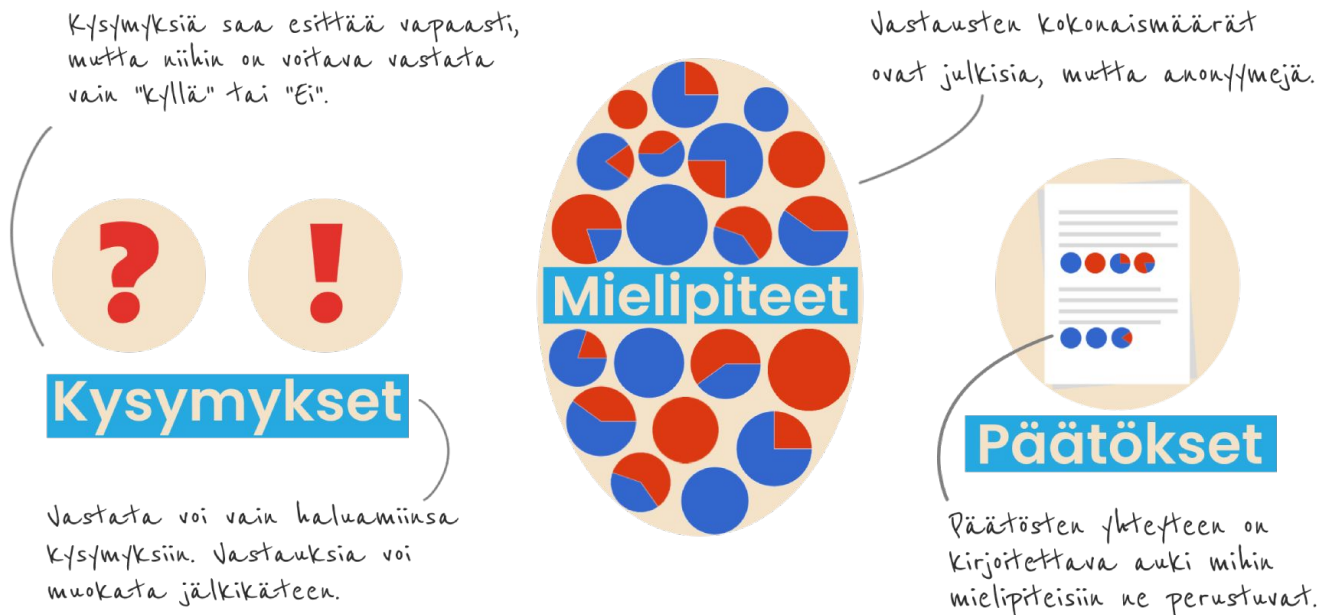 Kysymyksiä saa esittää vapaasti,
mutta niihin on voitava vastata
vain "Kyllä" tai "Ei".
?
!
Kysymykset
Vastata voi vain haluamiinsa
kysymyksiin. Vastauksia voi
muokata jälkikäteen.
Mielipiteet
Vastausten kokonaismäärät
ovat julkisia, mutta anonyymejä.
Päätökset
Päätösten yhteyteen on
kirjoitettava auki mihin
mielipiteisiin ne perustuvat.